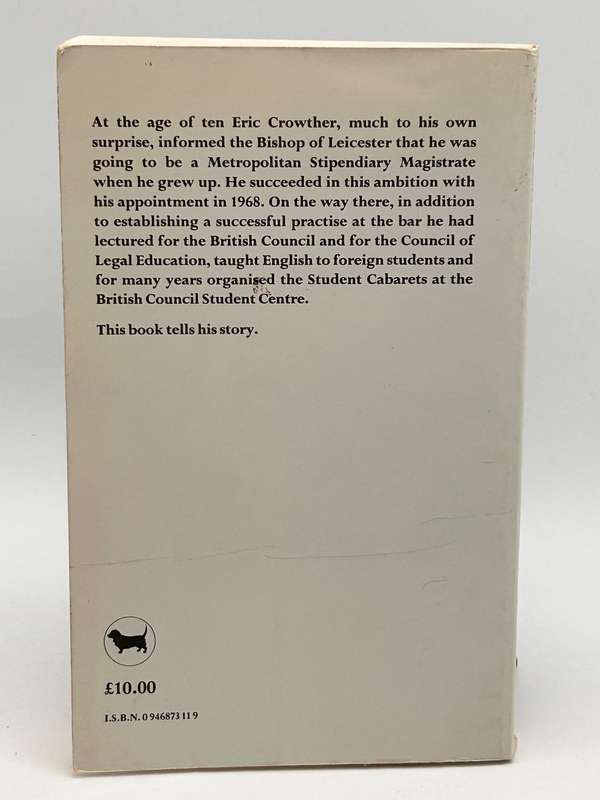 At the age of ten Eric Crowther, much to his own
surprise, informed the Bishop of Leicester that he was
going to be a Metropolitan Stipendiary Magistrate
when he grew up. He succeeded in this ambition with
his appointment in 1968. On the way there, in addition
to establishing a successful practise at the bar he had
lectured for the British Council and for the Council of
Legal Education, taught English to foreign students and
for many years organised the Student Cabarets at the
British Council Student Centre.
This book tells his story.
£10.00
I.S.B.N. 0 946873 11 9